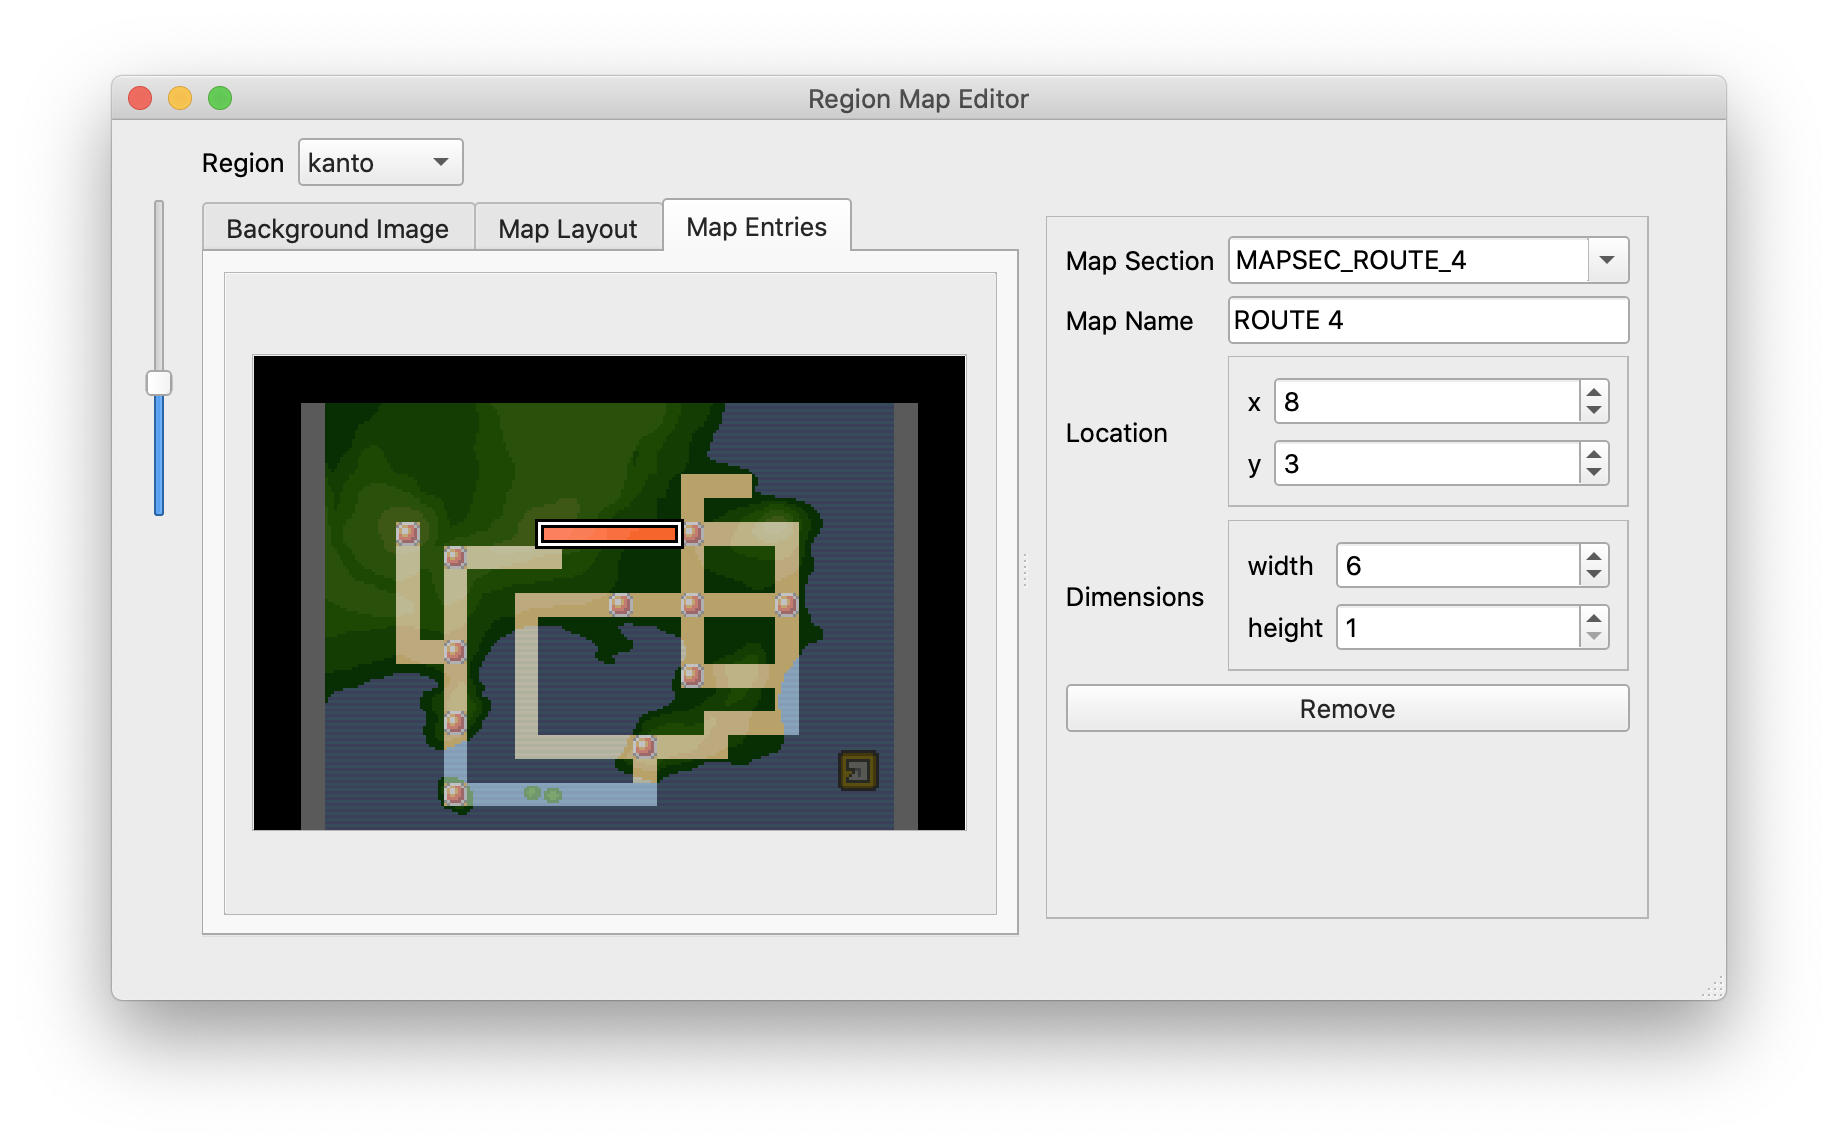 Region Map Editor
Region kanto
Background Image Map Layout Map Entries
Map Section MAPSEC_ROUTE_4
Map Name ROUTE 4
Location
x 8
y 3
Dimensions
width 6
height 1
Remove